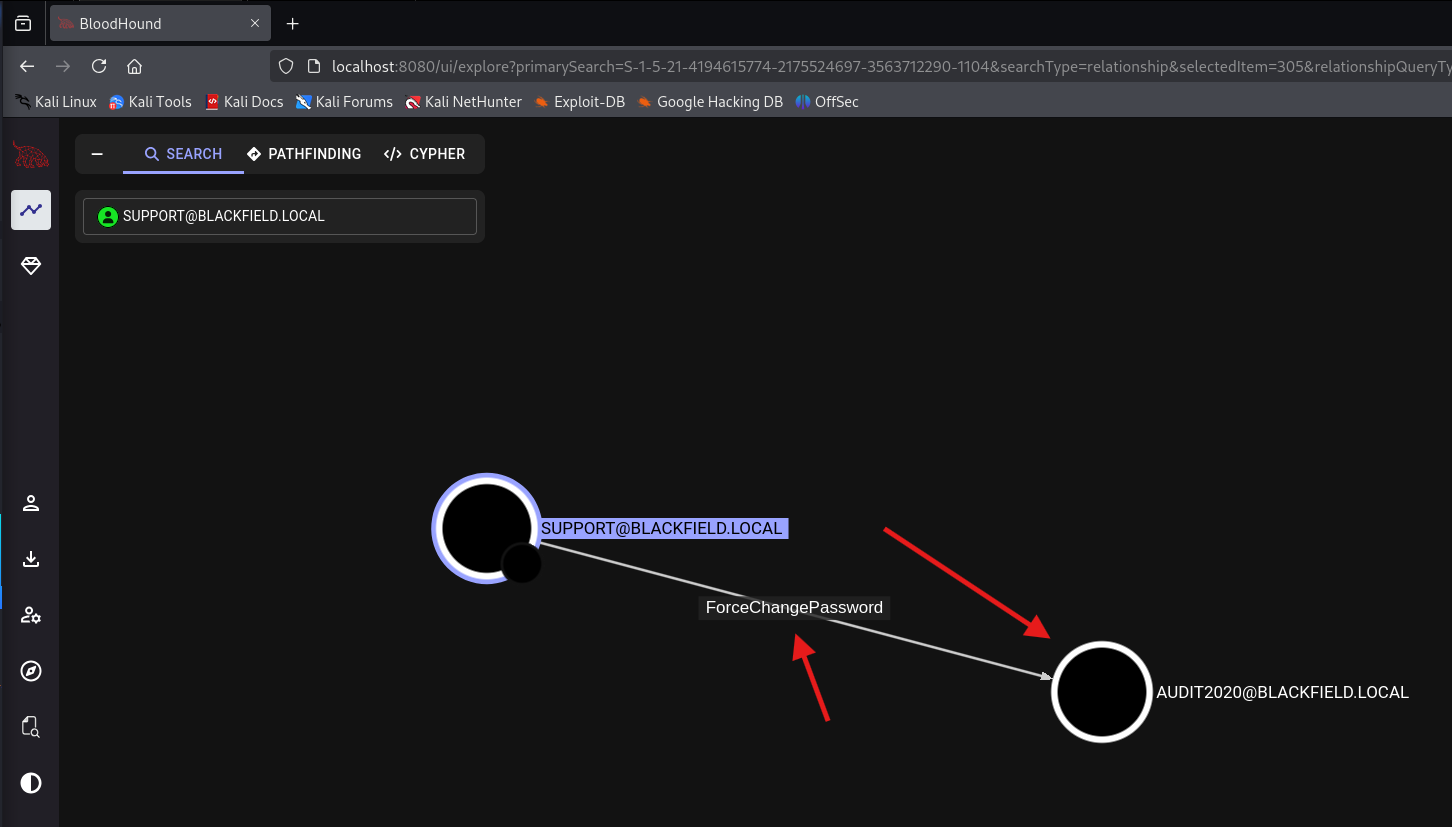 BloodHound
localhost:8080/ui/explore?primarySearch=S-1-5-21-4194615774-2175524697-3563712290-1104&searchType=relationship&selectedItem=305&relationshipQueryTy
Kali Linux Kali Tools Kali Docs Kali Forums Kali NetHunter Exploit-DB Google Hacking DB OffSec
SEARCH PATHFINDING CYPHER
SUPPORT@BLACKFIELD.LOCAL
SUPPORT@BLACKFIELD.LOCAL
ForceChangePassword
AUDIT2020@BLACKFIELD.LOCAL